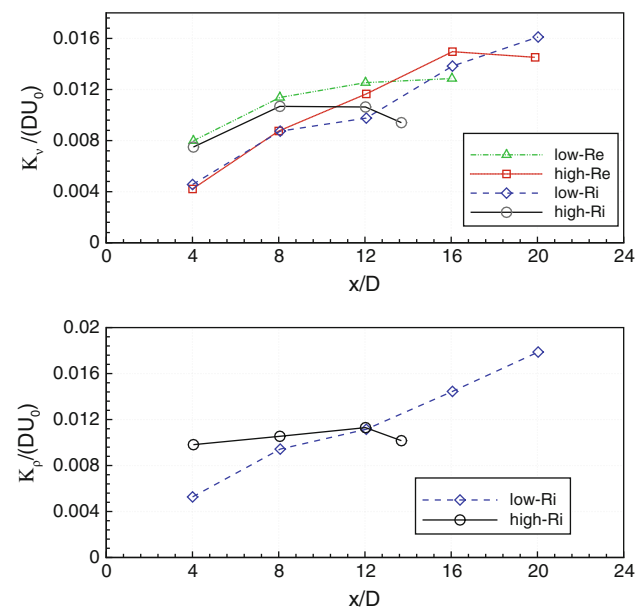 K_ν/(DU_0)
0.016
0.012
0.008
0.004
0
low-Re
high-Re
low-Ri
high-Ri
0 4 8 12 16 20 24
x/D
K_ρ/(DU_0)
0.02
0.016
0.012
0.008
0.004
0
low-Ri
high-Ri
0 4 8 12 16 20 24
x/D